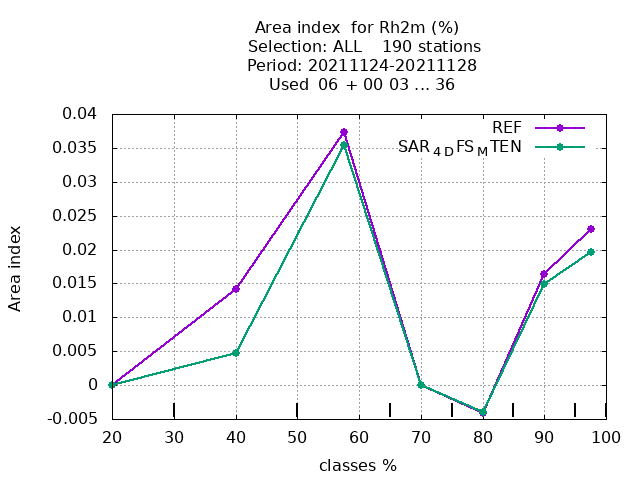 Area index  for Rh2m (%)
Selection: ALL    190 stations
Period: 20211124-20211128
Used  06 + 00 03 ... 36
REF
SAR4DFSMTEN
Area index
0.04
0.035
0.03
0.025
0.02
0.015
0.01
0.005
0
-0.005
20 30 40 50 60 70 80 90 100
classes %